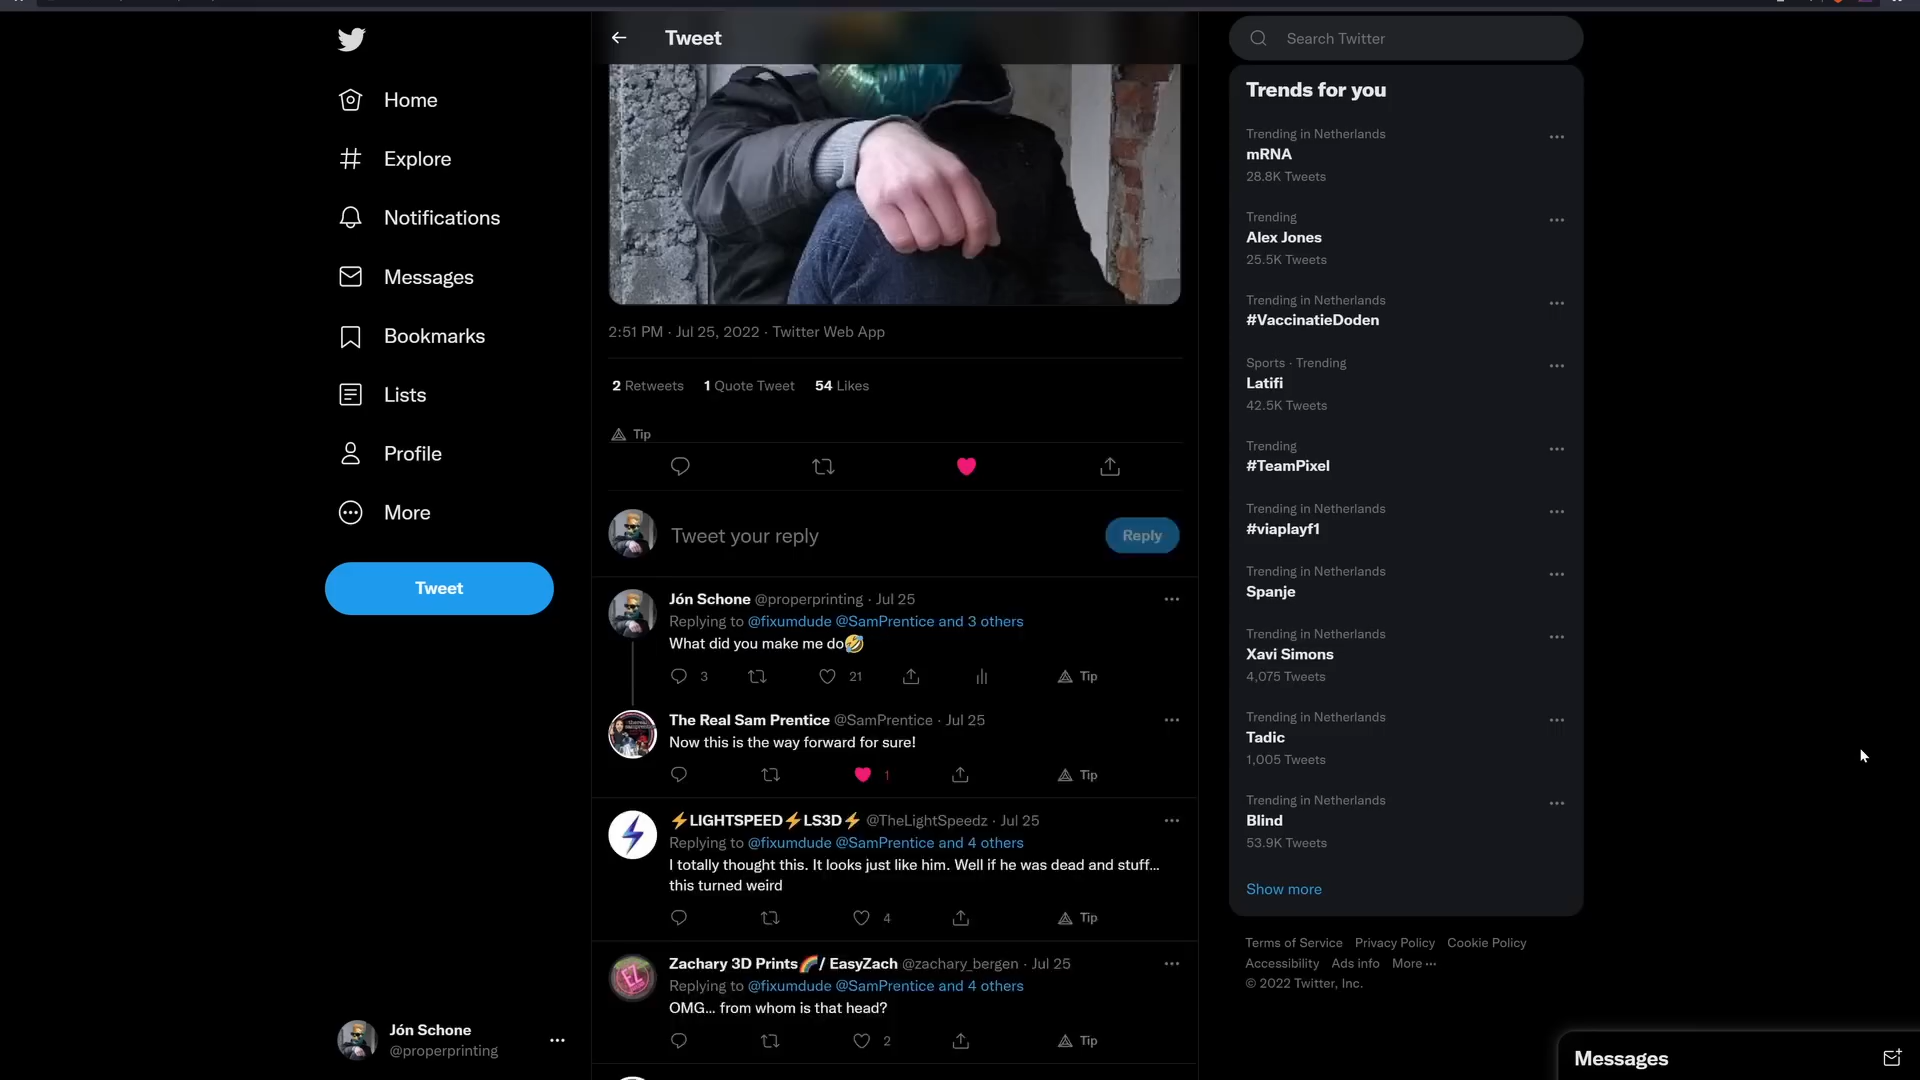 Tweet
Search Twitter
Home
Explore
Notifications
Messages
Bookmarks
Lists
Profile
More
Tweet
Jón Schone
@properprinting
2:51 PM · Jul 25, 2022 · Twitter Web App
2 Retweets 1 Quote Tweet 54 Likes
Tip
Tweet your reply
Reply
Jón Schone @properprinting · Jul 25
Replying to @fixumdude @SamPrentice and 3 others
What did you make me do🤣
3 21 Tip
The Real Sam Prentice @SamPrentice · Jul 25
Now this is the way forward for sure!
1 Tip
⚡LIGHTSPEED⚡LS3D⚡ @TheLightSpeedz · Jul 25
Replying to @fixumdude @SamPrentice and 4 others
I totally thought this. It looks just like him. Well if he was dead and stuff...
this turned weird
4 Tip
Zachary 3D Prints🌈/ EasyZach @zachary_bergen · Jul 25
Replying to @fixumdude @SamPrentice and 4 others
OMG... from whom is that head?
2 Tip
Trends for you
Trending in Netherlands
mRNA
28.8K Tweets
Trending
Alex Jones
25.5K Tweets
Trending in Netherlands
#VaccinatieDoden
Sports · Trending
Latifi
42.5K Tweets
Trending
#TeamPixel
Trending in Netherlands
#viaplayf1
Trending in Netherlands
Spanje
Trending in Netherlands
Xavi Simons
4,075 Tweets
Trending in Netherlands
Tadic
1,005 Tweets
Trending in Netherlands
Blind
53.9K Tweets
Show more
Terms of Service Privacy Policy Cookie Policy
Accessibility Ads info More ···
© 2022 Twitter, Inc.
Messages